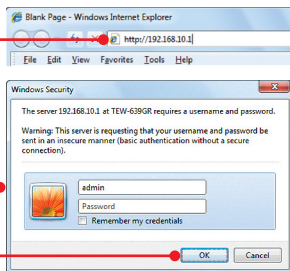 Blank Page - Windows Internet Explorer
http://192.168.10.1
File Edit View Favorites Tools Help
Windows Security
The server 192.168.10.1 at TEW-639GR requires a username and password.
Warning: This server is requesting that your username and password be
sent in an insecure manner (basic authentication without a secure
connection).
admin
Password
Remember my credentials
OK Cancel